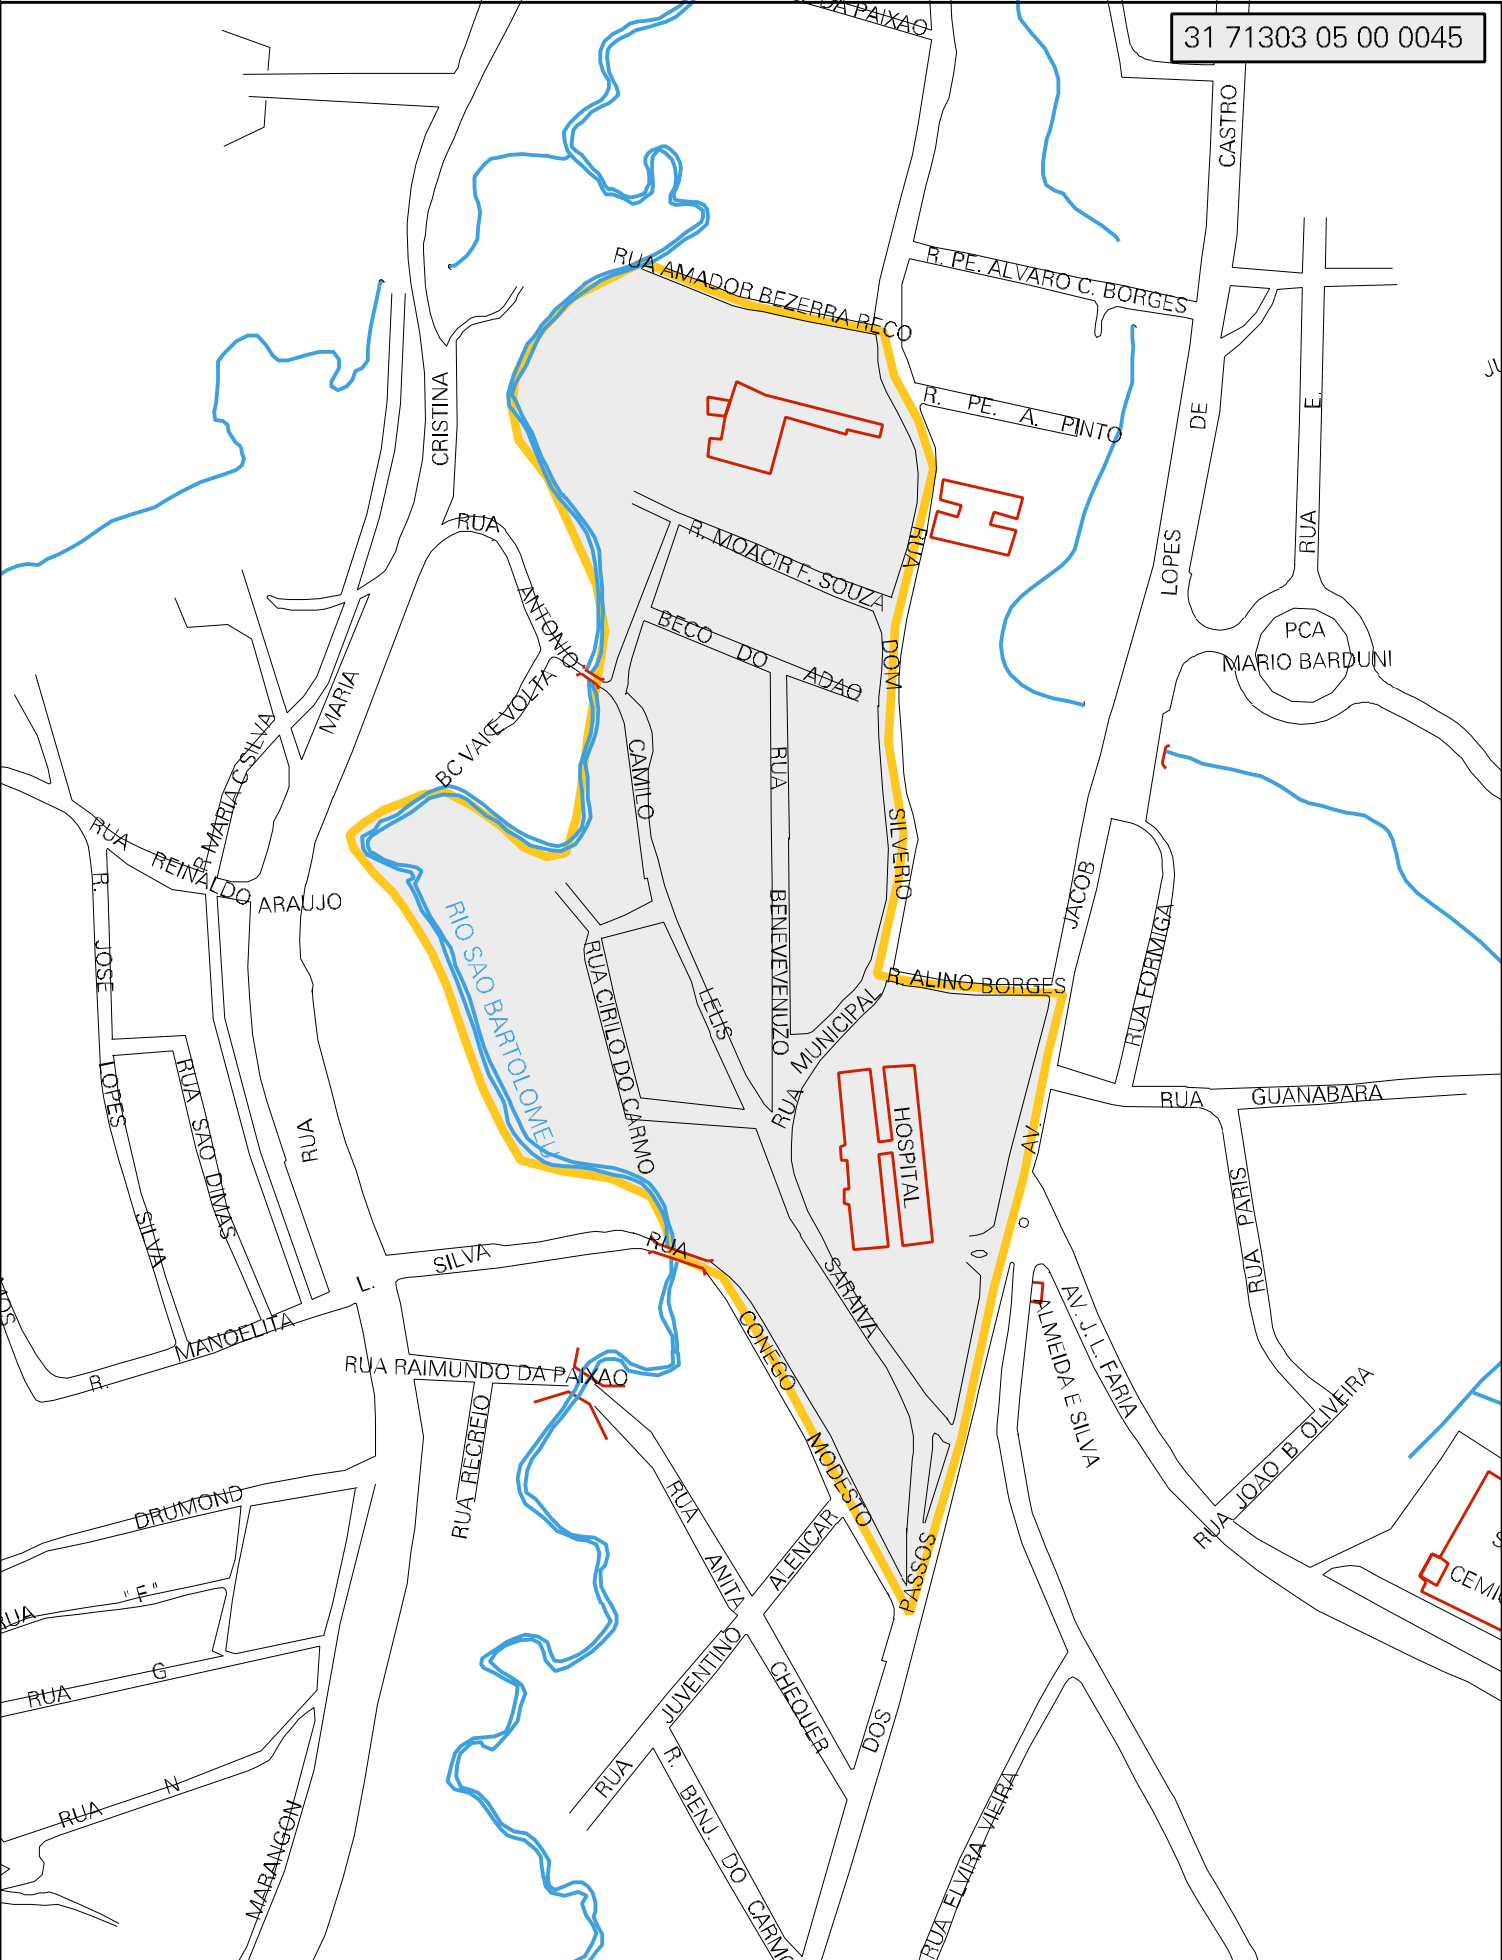 DA PAIXAO
31 71303 05 00 0045
CASTRO
RUA AMADOR BEZERRA RECO
R. PE. ALVARO C. BORGES
R. PE. A. PINTO
CRISTINA
DE
RUA E.
RUA
ANTONIO
R. MOACIR F. SOUZA
RUA
LOPES
BECO DO ADAO
DOM
PCA
MARIO BARDUNI
MARIA
BC VAI E VOLTA
R MARIA C SILVA
CAMILO
RUA
SILVERIO
RUA REINALDO ARAUJO
JACOB
R. JOSE
RIO SAO BARTOLOMEU
RUA CIRILO DO CARMO
LELIS
BENEVEVENUZO
R. ALINO BORGES
RUA FORMIGA
RUA MUNICIPAL
LOPES
RUA SAO DIMAS
RUA
HOSPITAL
AV.
RUA GUANABARA
SILVA
RUA PARIS
RUA
L. SILVA
SARAIVA
R. MANOELITA
CONEGO
ALMEIDA E SILVA
AV. J. L. FARIA
RUA RAIMUNDO DA PAIXAO
RUA RECREIO
MODESTO
RUA JOAO B OLIVEIRA
DRUMOND
RUA ANITA
ALENCAR
PASSOS
RUA "F"
CEMI
RUA G
RUA JUVENTINO
CHEQUER
DOS
RUA N
R. BENJ. DO CARMO
MARANGON
RUA ELVIRA VIEIRA